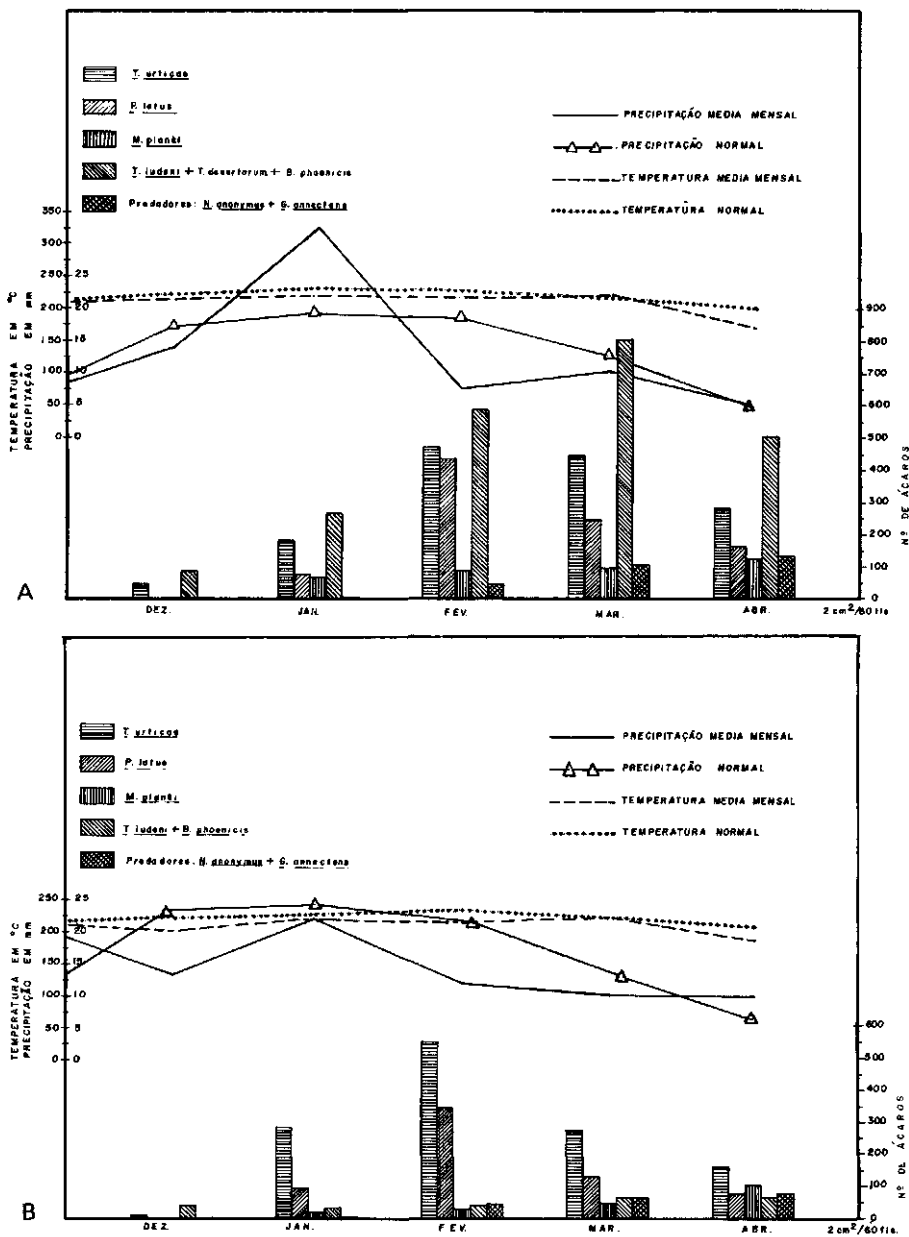 T. urticae
P. latus
M. planki
T. ludeni + T. desertorum + B. phoenicis
Predadores: N. anonymus + G. annectens
PRECIPITAÇÃO MEDIA MENSAL
PRECIPITAÇÃO NORMAL
TEMPERATURA MEDIA MENSAL
TEMPERATURA NORMAL
TEMPERATURA EM °C
PRECIPITAÇÃO EM mm
350
300
250 25
200 20
150 15
100 10
50 5
0 0
900
800
700
600
500
400
300
200
100
0
Nº DE ÁCAROS
A
DEZ. JAN. FEV. MAR. ABR. 2 cm²/60 fls.
T. urticae
P. latus
M. planki
T. ludeni + B. phoenicis
Predadores: N. anonymus + G. annectens
PRECIPITAÇÃO MEDIA MENSAL
PRECIPITAÇÃO NORMAL
TEMPERATURA MEDIA MENSAL
TEMPERATURA NORMAL
TEMPERATURA EM °C
PRECIPITAÇÃO EM mm
250 25
200 20
150 15
100 10
50 5
0 0
600
500
400
300
200
100
0
Nº DE ÁCAROS
B
DEZ. JAN. FEV. MAR. ABR. 2 cm²/60 fls.